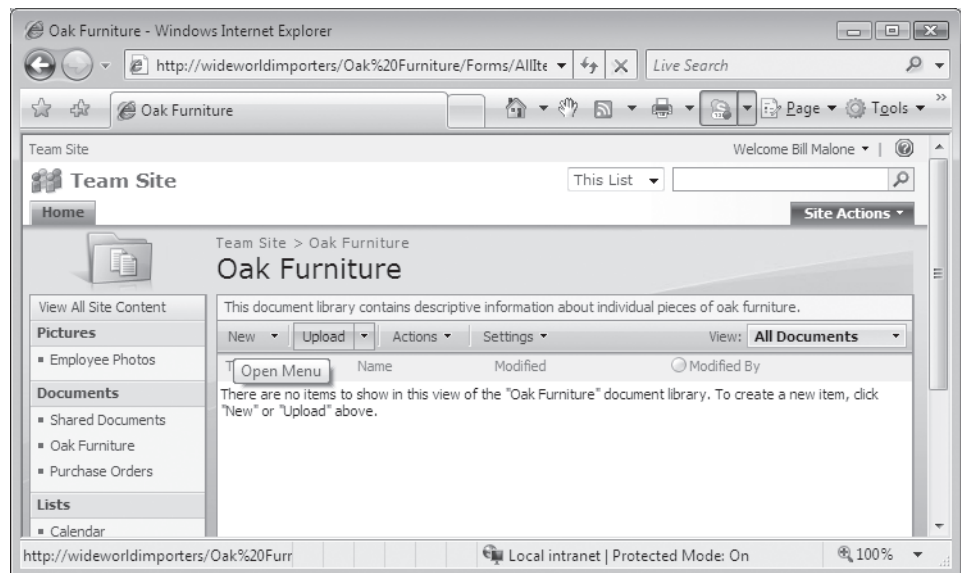 Oak Furniture - Windows Internet Explorer
http://wideworldimporters/Oak%20Furniture/Forms/AllIte
Live Search
Oak Furniture
Page
Tools
Team Site
Welcome Bill Malone
Team Site
This List
Home
Site Actions
Team Site > Oak Furniture
Oak Furniture
View All Site Content
This document library contains descriptive information about individual pieces of oak furniture.
Pictures
New
Upload
Actions
Settings
View:
All Documents
Employee Photos
Open Menu
Name
Modified
Modified By
Documents
There are no items to show in this view of the "Oak Furniture" document library. To create a new item, click
"New" or "Upload" above.
Shared Documents
Oak Furniture
Purchase Orders
Lists
Calendar
http://wideworldimporters/Oak%20Furr
Local intranet | Protected Mode: On
100%